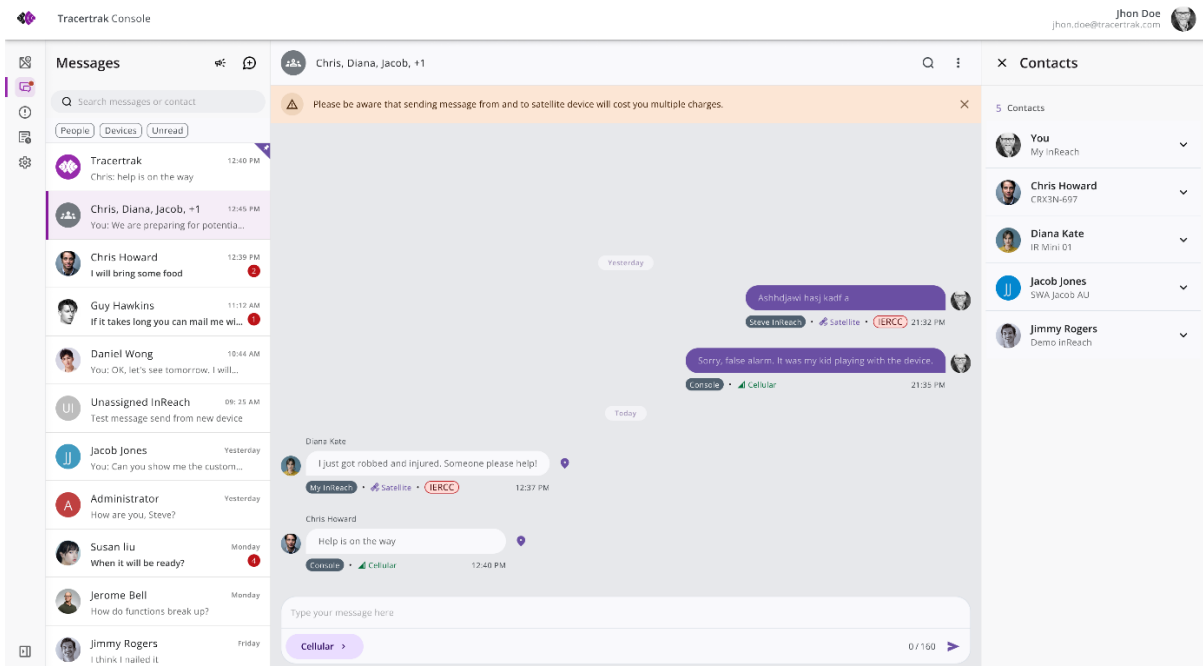 Tracertrak Console
Jhon Doe
jhon.doe@tracertrak.com
Messages
Search messages or contact
People Devices Unread
Tracertrak 12:40 PM
Chris: help is on the way
Chris, Diana, Jacob, +1 12:45 PM
You: We are preparing for potentia...
Chris Howard 12:39 PM
I will bring some food 2
Guy Hawkins 11:12 AM
If it takes long you can mail me wi... 1
Daniel Wong 10:44 AM
You: OK, let's see tomorrow. I will...
UI
Unassigned InReach 09: 25 AM
Test message send from new device
JJ
Jacob Jones Yesterday
You: Can you show me the custom...
A
Administrator Yesterday
How are you, Steve?
Susan liu Monday
When it will be ready? 4
Jerome Bell Monday
How do functions break up?
Jimmy Rogers Friday
I think I nailed it
Chris, Diana, Jacob, +1
Please be aware that sending message from and to satellite device will cost you multiple charges.
Yesterday
Ashhdjawi hasj kadf a
Steve InReach • Satellite • IERCC 21:32 PM
Sorry, false alarm. It was my kid playing with the device.
Console • Cellular 21:35 PM
Today
Diana Kate
I just got robbed and injured. Someone please help!
My InReach • Satellite • IERCC 12:37 PM
Chris Howard
Help is on the way
Console • Cellular 12:40 PM
Type your message here
Cellular > 0 / 160
Contacts
5 Contacts
You
My InReach
Chris Howard
CRX3N-697
Diana Kate
IR Mini 01
JJ
Jacob Jones
SWA Jacob AU
Jimmy Rogers
Demo inReach